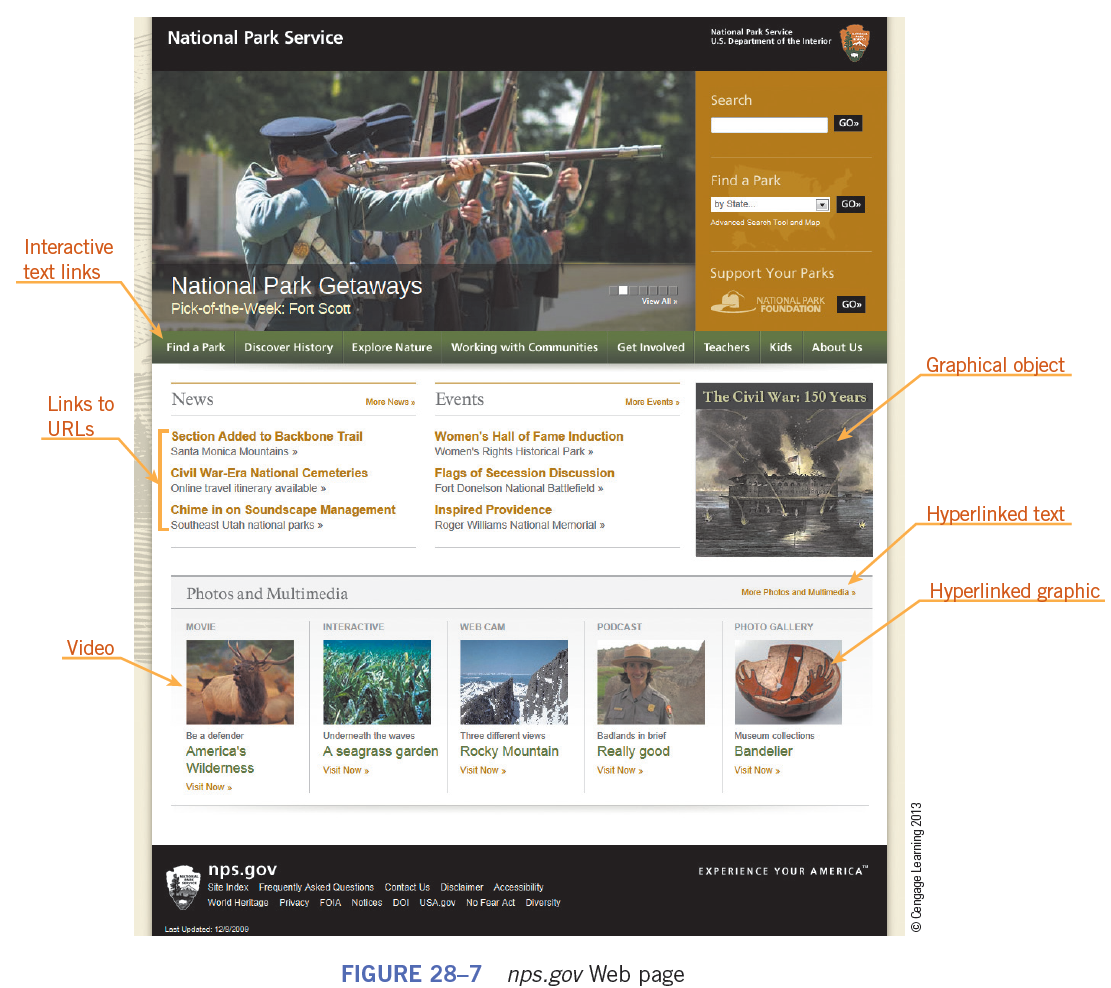 National Park Service
National Park Service
U.S. Department of the Interior
Search
GO»
Find a Park
by State...
GO»
Advanced Search Tool and Map
Support Your Parks
NATIONAL PARK
FOUNDATION
GO»
National Park Getaways
Pick-of-the-Week: Fort Scott
View All »
Interactive
text links
Find a Park Discover History Explore Nature Working with Communities Get Involved Teachers Kids About Us
Links to
URLs
News
More News »
Section Added to Backbone Trail
Santa Monica Mountains »
Civil War-Era National Cemeteries
Online travel itinerary available »
Chime in on Soundscape Management
Southeast Utah national parks »
Events
More Events »
Women's Hall of Fame Induction
Women's Rights Historical Park »
Flags of Secession Discussion
Fort Donelson National Battlefield »
Inspired Providence
Roger Williams National Memorial »
The Civil War: 150 Years
Graphical object
Hyperlinked text
Hyperlinked graphic
Photos and Multimedia
More Photos and Multimedia »
Video
MOVIE
Be a defender
America's
Wilderness
Visit Now »
INTERACTIVE
Underneath the waves
A seagrass garden
Visit Now »
WEB CAM
Three different views
Rocky Mountain
Visit Now »
PODCAST
Badlands in brief
Really good
Visit Now »
PHOTO GALLERY
Museum collections
Bandelier
Visit Now »
nps.gov
Site Index Frequently Asked Questions Contact Us Disclaimer Accessibility
World Heritage Privacy FOIA Notices DOI USA.gov No Fear Act Diversity
Last Updated: 12/9/2009
EXPERIENCE YOUR AMERICA™
© Cengage Learning 2013
FIGURE 28–7 nps.gov Web page